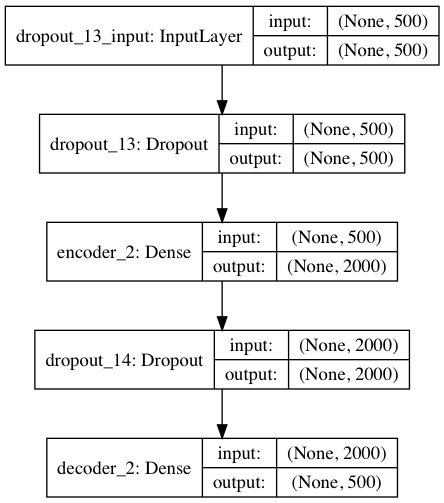 dropout_13_input: InputLayer
input: (None, 500)
output: (None, 500)
dropout_13: Dropout
input: (None, 500)
output: (None, 500)
encoder_2: Dense
input: (None, 500)
output: (None, 2000)
dropout_14: Dropout
input: (None, 2000)
output: (None, 2000)
decoder_2: Dense
input: (None, 2000)
output: (None, 500)